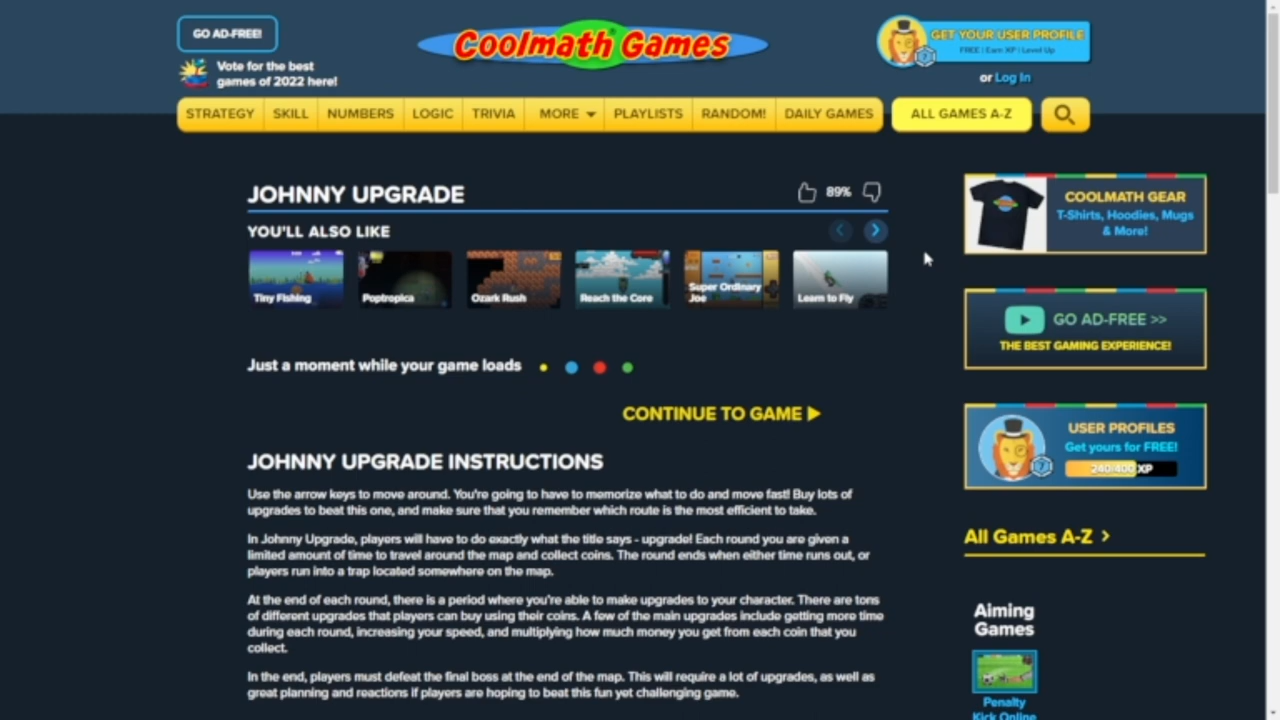 GO AD-FREE!
Vote for the best
games of 2022 here!
Coolmath Games
GET YOUR USER PROFILE
FREE | Earn XP | Level Up
or Log In
STRATEGY SKILL NUMBERS LOGIC TRIVIA MORE PLAYLISTS RANDOM! DAILY GAMES ALL GAMES A-Z
JOHNNY UPGRADE
89%
YOU'LL ALSO LIKE
Tiny Fishing
Poptropica
Ozark Rush
Reach the Core
Super Ordinary
Joe
Learn to Fly
Just a moment while your game loads
CONTINUE TO GAME
JOHNNY UPGRADE INSTRUCTIONS
Use the arrow keys to move around. You're going to have to memorize what to do and move fast! Buy lots of
upgrades to beat this one, and make sure that you remember which route is the most efficient to take.
In Johnny Upgrade, players will have to do exactly what the title says - upgrade! Each round you are given a
limited amount of time to travel around the map and collect coins. The round ends when either time runs out, or
players run into a trap located somewhere on the map.
At the end of each round, there is a period where you're able to make upgrades to your character. There are tons
of different upgrades that players can buy using their coins. A few of the main upgrades include getting more time
during each round, increasing your speed, and multiplying how much money you get from each coin that you
collect.
In the end, players must defeat the final boss at the end of the map. This will require a lot of upgrades, as well as
great planning and reactions if players are hoping to beat this fun yet challenging game.
COOLMATH GEAR
T-Shirts, Hoodies, Mugs
& More!
GO AD-FREE >>
THE BEST GAMING EXPERIENCE!
USER PROFILES
Get yours for FREE!
240/400 XP
All Games A-Z >
Aiming
Games
Penalty
Kick Online